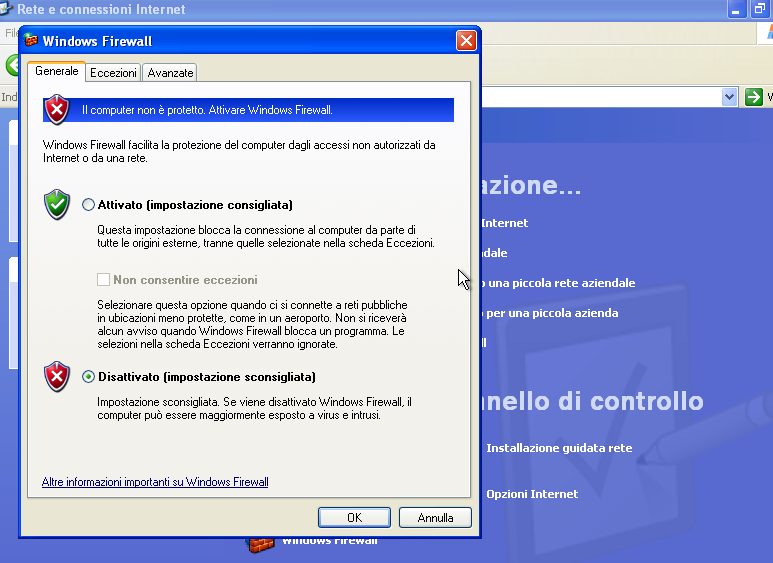 Rete e connessioni Internet
Windows Firewall
Generale
Eccezioni
Avanzate
Il computer non è protetto. Attivare Windows Firewall.
Windows Firewall facilita la protezione del computer dagli accessi non autorizzati da
Internet o da una rete.
Attivato (impostazione consigliata)
Questa impostazione blocca la connessione al computer da parte di
tutte le origini esterne, tranne quelle selezionate nella scheda Eccezioni.
Non consentire eccezioni
Selezionare questa opzione quando ci si connette a reti pubbliche
in ubicazioni meno protette, come in un aeroporto. Non si riceverà
alcun avviso quando Windows Firewall blocca un programma. Le
selezioni nella scheda Eccezioni verranno ignorate.
Disattivato (impostazione sconsigliata)
Impostazione sconsigliata. Se viene disattivato Windows Firewall, il
computer può essere maggiormente esposto a virus e intrusi.
Altre informazioni importanti su Windows Firewall
OK
Annulla
azione...
Internet
dale
o una piccola rete aziendale
o per una piccola azienda
ll
nnello di controllo
Installazione guidata rete
Opzioni Internet
Windows Firewall